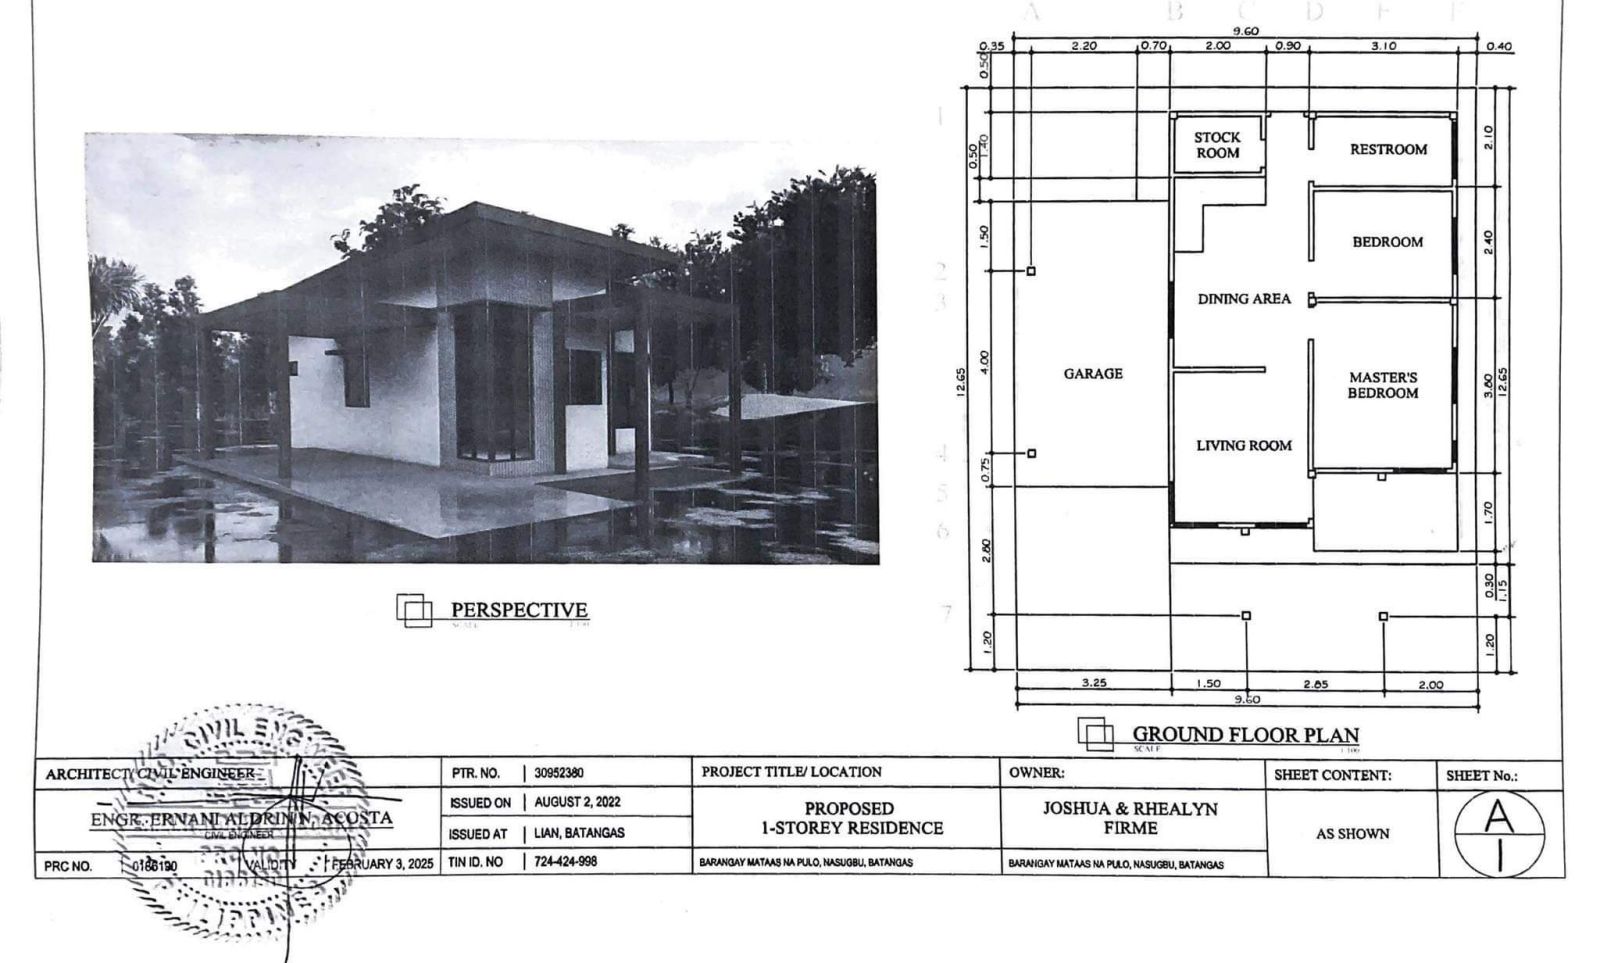 A B C D E F
9.60
0.35 2.20 0.70 2.00 0.90 3.10 0.40
0.50
1
STOCK
ROOM
RESTROOM
0.50
1.40
2.10
1.50
BEDROOM
2.40
2
3
DINING AREA
12.65
4.00
GARAGE
MASTER'S
BEDROOM
3.80
12.65
LIVING ROOM
4
0.75
5
1.70
6
2.80
0.30
1.15
7
1.20
1.20
3.25 1.50 2.85 2.00
9.60
PERSPECTIVE
SCALE 1:100
GROUND FLOOR PLAN
SCALE 1:100
ARCHITECT/ CIVIL ENGINEER
ENGR. ERNANI ALDRIN N. ACOSTA
CIVIL ENGINEER
PRC NO. 0186190 VALIDITY FEBRUARY 3, 2025
PTR. NO. 30952380
ISSUED ON AUGUST 2, 2022
ISSUED AT LIAN, BATANGAS
TIN ID. NO 724-424-998
PROJECT TITLE/ LOCATION
PROPOSED
1-STOREY RESIDENCE
BARANGAY MATAAS NA PULO, NASUGBU, BATANGAS
OWNER:
JOSHUA & RHEALYN
FIRME
BARANGAY MATAAS NA PULO, NASUGBU, BATANGAS
SHEET CONTENT:
AS SHOWN
SHEET No.:
A
1
CIVIL ENGINEER